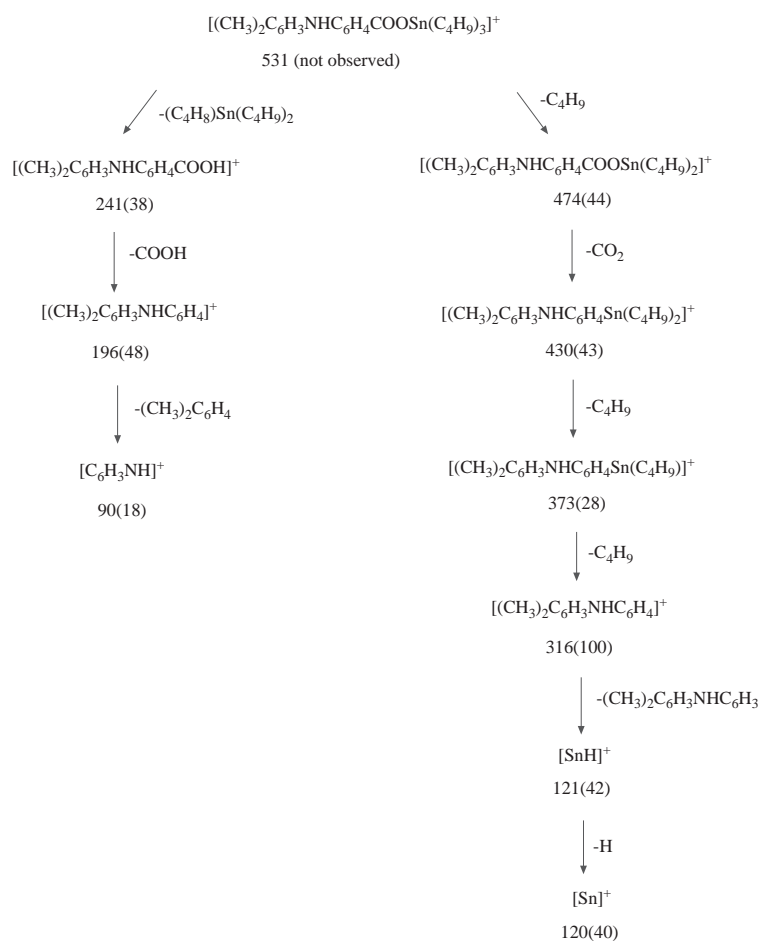 [(CH₃)₂C₆H₃NHC₆H₄COOSn(C₄H₉)₃]⁺
531 (not observed)
-(C₄H₈)Sn(C₄H₉)₂
-C₄H₉
[(CH₃)₂C₆H₃NHC₆H₄COOH]⁺
[(CH₃)₂C₆H₃NHC₆H₄COOSn(C₄H₉)₂]⁺
241(38)
474(44)
-COOH
-CO₂
[(CH₃)₂C₆H₃NHC₆H₄]⁺
[(CH₃)₂C₆H₃NHC₆H₄Sn(C₄H₉)₂]⁺
196(48)
430(43)
-(CH₃)₂C₆H₄
-C₄H₉
[C₆H₃NH]⁺
[(CH₃)₂C₆H₃NHC₆H₄Sn(C₄H₉)]⁺
90(18)
373(28)
-C₄H₉
[(CH₃)₂C₆H₃NHC₆H₄]⁺
316(100)
-(CH₃)₂C₆H₃NHC₆H₃
[SnH]⁺
121(42)
-H
[Sn]⁺
120(40)